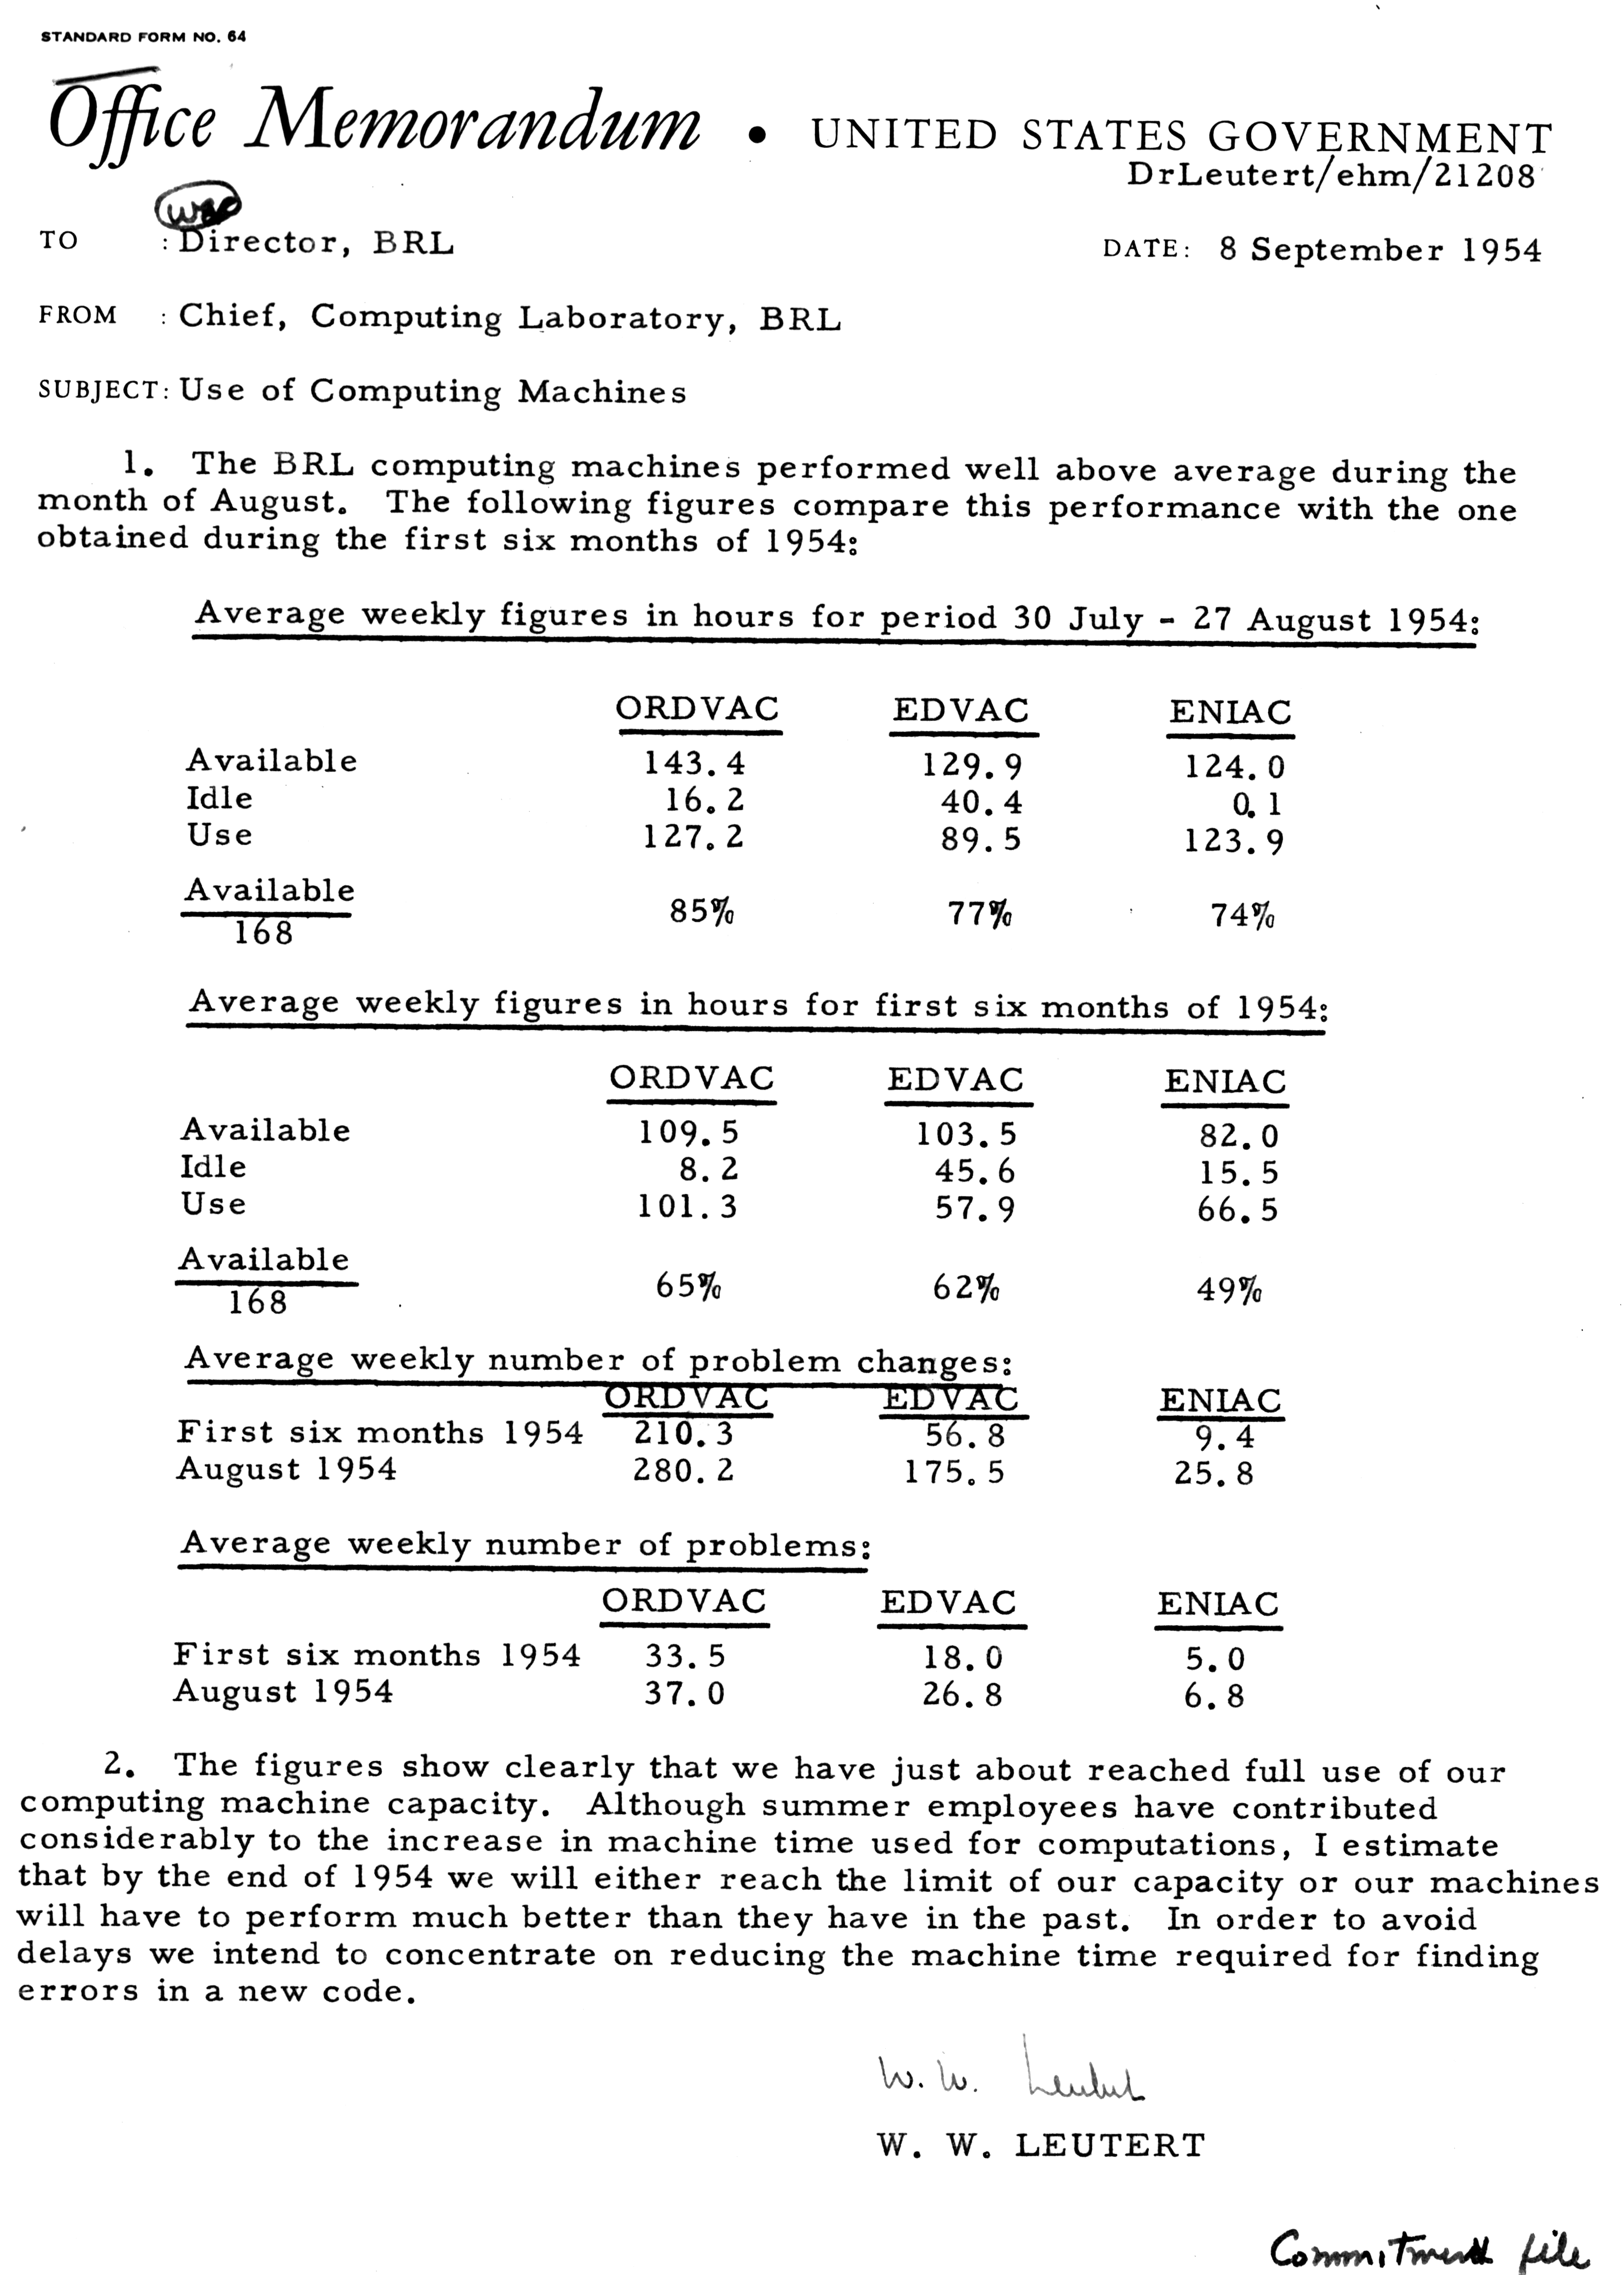 STANDARD FORM NO. 64
Office Memorandum • UNITED STATES GOVERNMENT
DrLeutert/ehm/21208
TO : Director, BRL DATE: 8 September 1954
FROM : Chief, Computing Laboratory, BRL
SUBJECT: Use of Computing Machines
1. The BRL computing machines performed well above average during the
month of August. The following figures compare this performance with the one
obtained during the first six months of 1954:
Average weekly figures in hours for period 30 July - 27 August 1954:
ORDVAC EDVAC ENIAC
Available 143.4 129.9 124.0
Idle 16.2 40.4 0.1
Use 127.2 89.5 123.9
Available
168 85% 77% 74%
Average weekly figures in hours for first six months of 1954:
ORDVAC EDVAC ENIAC
Available 109.5 103.5 82.0
Idle 8.2 45.6 15.5
Use 101.3 57.9 66.5
Available
168 65% 62% 49%
Average weekly number of problem changes:
ORDVAC EDVAC ENIAC
First six months 1954 210.3 56.8 9.4
August 1954 280.2 175.5 25.8
Average weekly number of problems:
ORDVAC EDVAC ENIAC
First six months 1954 33.5 18.0 5.0
August 1954 37.0 26.8 6.8
2. The figures show clearly that we have just about reached full use of our
computing machine capacity. Although summer employees have contributed
considerably to the increase in machine time used for computations, I estimate
that by the end of 1954 we will either reach the limit of our capacity or our machines
will have to perform much better than they have in the past. In order to avoid
delays we intend to concentrate on reducing the machine time required for finding
errors in a new code.
W. W. Leutert
W. W. LEUTERT
Commitment file